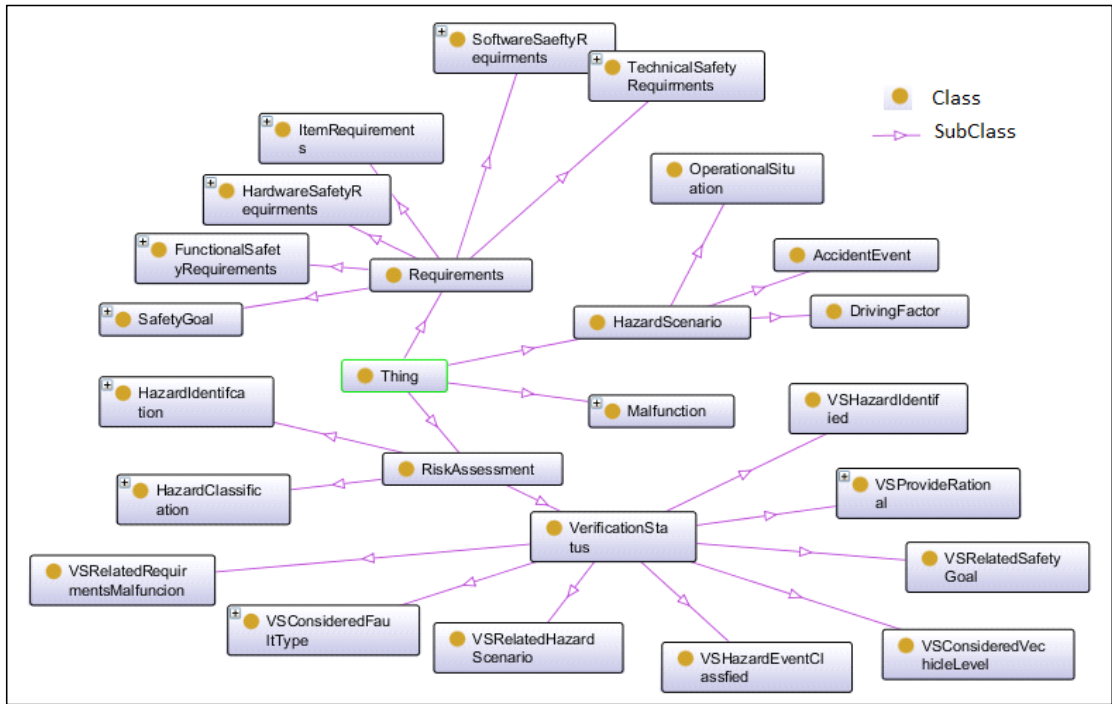 SoftwareSaeftyR
equirments
TechnicalSafety
Requirments
Class
SubClass
ItemRequirement
s
OperationalSitu
ation
HardwareSafetyR
equirments
FunctionalSafet
yRequirements
Requirements
AccidentEvent
SafetyGoal
HazardScenario
DrivingFactor
Thing
HazardIdentifca
tion
Malfunction
VSHazardIdentif
ied
RiskAssessment
HazardClassific
ation
VSProvideRation
al
VerificationSta
tus
VSRelatedSafety
Goal
VSRelatedRequir
mentsMalfuncion
VSConsideredFau
ltType
VSRelatedHazard
Scenario
VSHazardEventCl
assfied
VSConsideredVec
hicleLevel